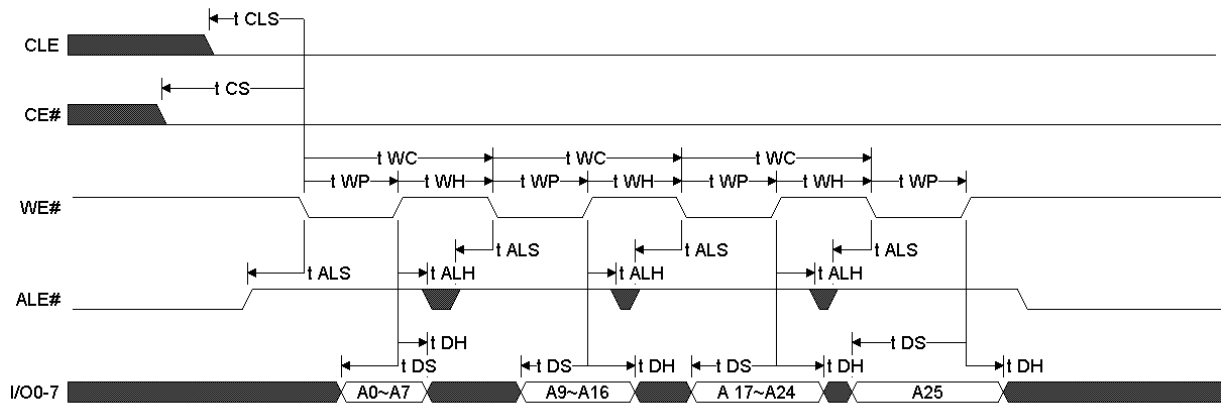 t CLS
CLE
t CS
CE#
t WC t WC t WC
t WP t WH t WP t WH t WP t WH t WP
WE#
t ALS t ALS t ALS
t ALS t ALH t ALH t ALH
ALE#
t DH
t DS t DS t DH t DS t DH t DS t DH
I/O0-7 A0~A7 A9~A16 A 17~A24 A25